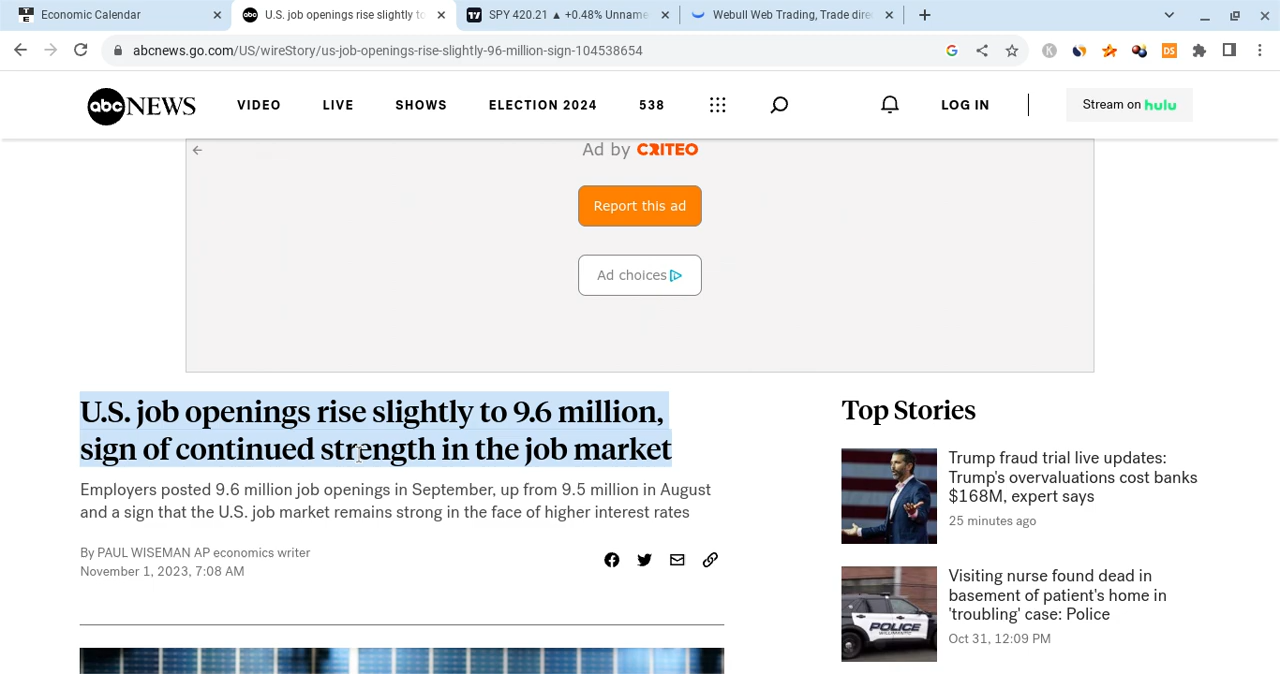 Economic Calendar
U.S. job openings rise slightly to
SPY 420.21 ▲ +0.48% Unname
Webull Web Trading, Trade dire
abcnews.go.com/US/wireStory/us-job-openings-rise-slightly-96-million-sign-104538654
abc NEWS
VIDEO
LIVE
SHOWS
ELECTION 2024
538
LOG IN
Stream on hulu
Ad by CRITEO
Report this ad
Ad choices
U.S. job openings rise slightly to 9.6 million,
sign of continued strength in the job market
Employers posted 9.6 million job openings in September, up from 9.5 million in August
and a sign that the U.S. job market remains strong in the face of higher interest rates
By PAUL WISEMAN AP economics writer
November 1, 2023, 7:08 AM
Top Stories
Trump fraud trial live updates:
Trump's overvaluations cost banks
$168M, expert says
25 minutes ago
Visiting nurse found dead in
basement of patient's home in
'troubling' case: Police
Oct 31, 12:09 PM
POLICE
DS
K